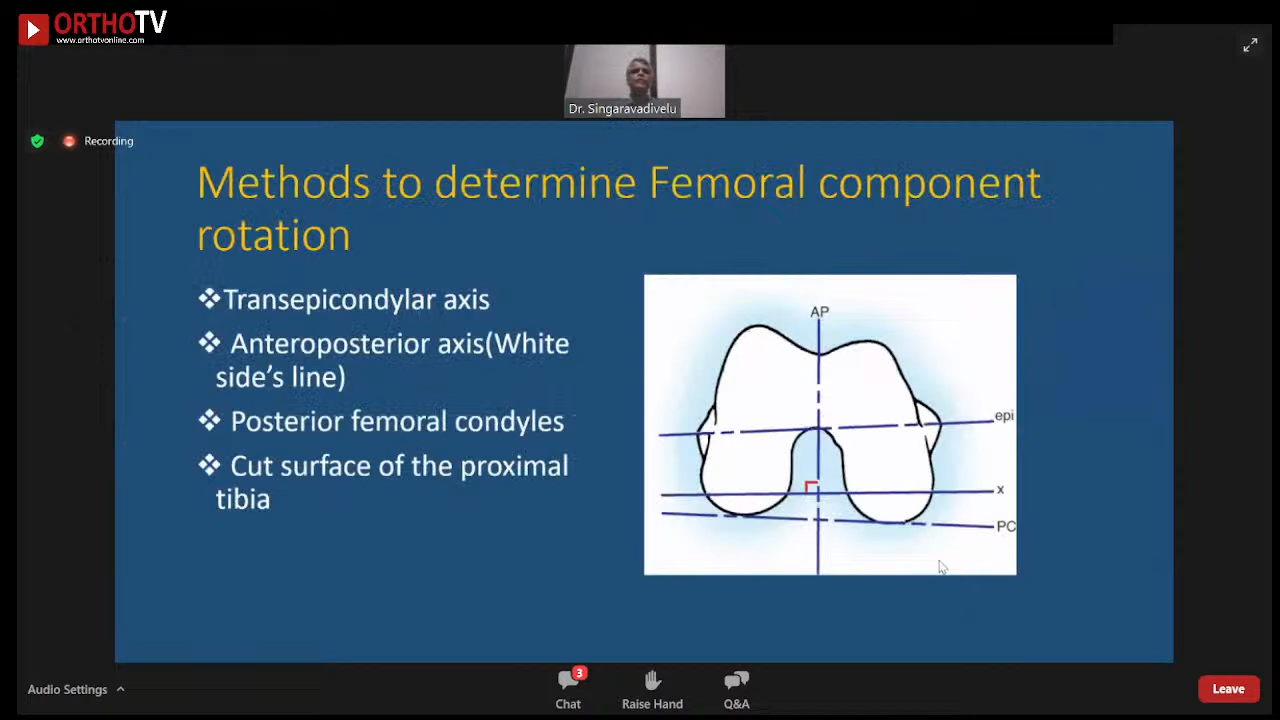 ORTHOTV
www.orthotvonline.com
Dr. Singaravadivelu
Recording
Methods to determine Femoral component
rotation
❖Transepicondylar axis
❖ Anteroposterior axis(White
side's line)
❖ Posterior femoral condyles
❖ Cut surface of the proximal
tibia
AP
epi
x
PC
Audio Settings
3
Chat
Raise Hand
Q&A
Leave